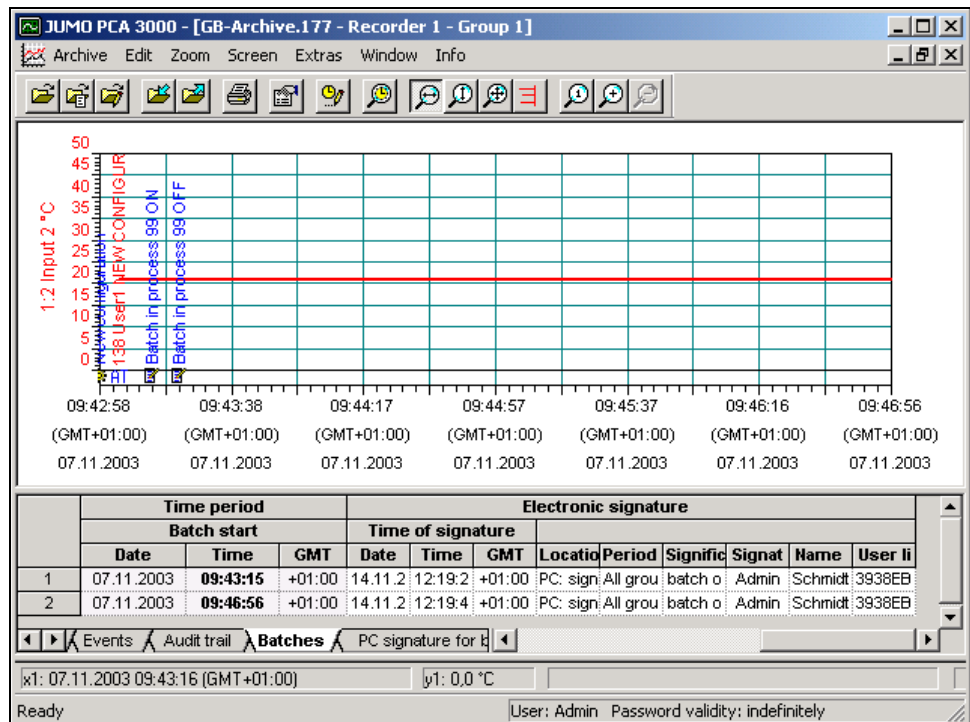 JUMO PCA 3000 - [GB-Archive.177 - Recorder 1 - Group 1]
Archive Edit Zoom Screen Extras Window Info
50
45
40
35
30
25
20
15
10
5
0
1:2 Input 2 °C
New configuration
138 User1 NEW CONFIGUR
Batch in process 99 ON
Batch in process 99 OFF
AT
09:42:58 09:43:38 09:44:17 09:44:57 09:45:37 09:46:16 09:46:56
(GMT+01:00) (GMT+01:00) (GMT+01:00) (GMT+01:00) (GMT+01:00) (GMT+01:00) (GMT+01:00)
07.11.2003 07.11.2003 07.11.2003 07.11.2003 07.11.2003 07.11.2003 07.11.2003
Time period Electronic signature
Batch start Time of signature
Date Time GMT Date Time GMT Locatio Period Signific Signat Name User li
1 07.11.2003 09:43:15 +01:00 14.11.2 12:19:2 +01:00 PC: sign All grou batch o Admin Schmidt 3938EB
2 07.11.2003 09:46:56 +01:00 14.11.2 12:19:4 +01:00 PC: sign All grou batch o Admin Schmidt 3938EB
Events Audit trail Batches PC signature for b
x1: 07.11.2003 09:43:16 (GMT+01:00) y1: 0,0 °C
Ready User: Admin Password validity: indefinitely